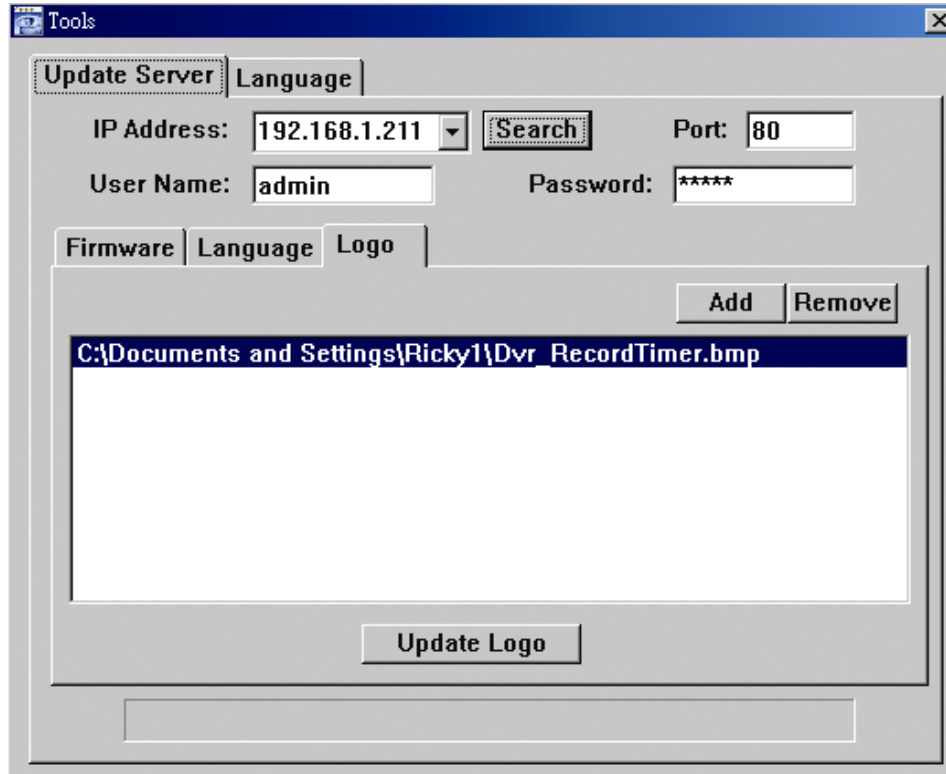 Tools
Update Server Language
IP Address: 192.168.1.211 Search Port: 80
User Name: admin Password: *****
Firmware Language Logo
Add Remove
C:\Documents and Settings\Ricky1\Dvr_RecordTimer.bmp
Update Logo